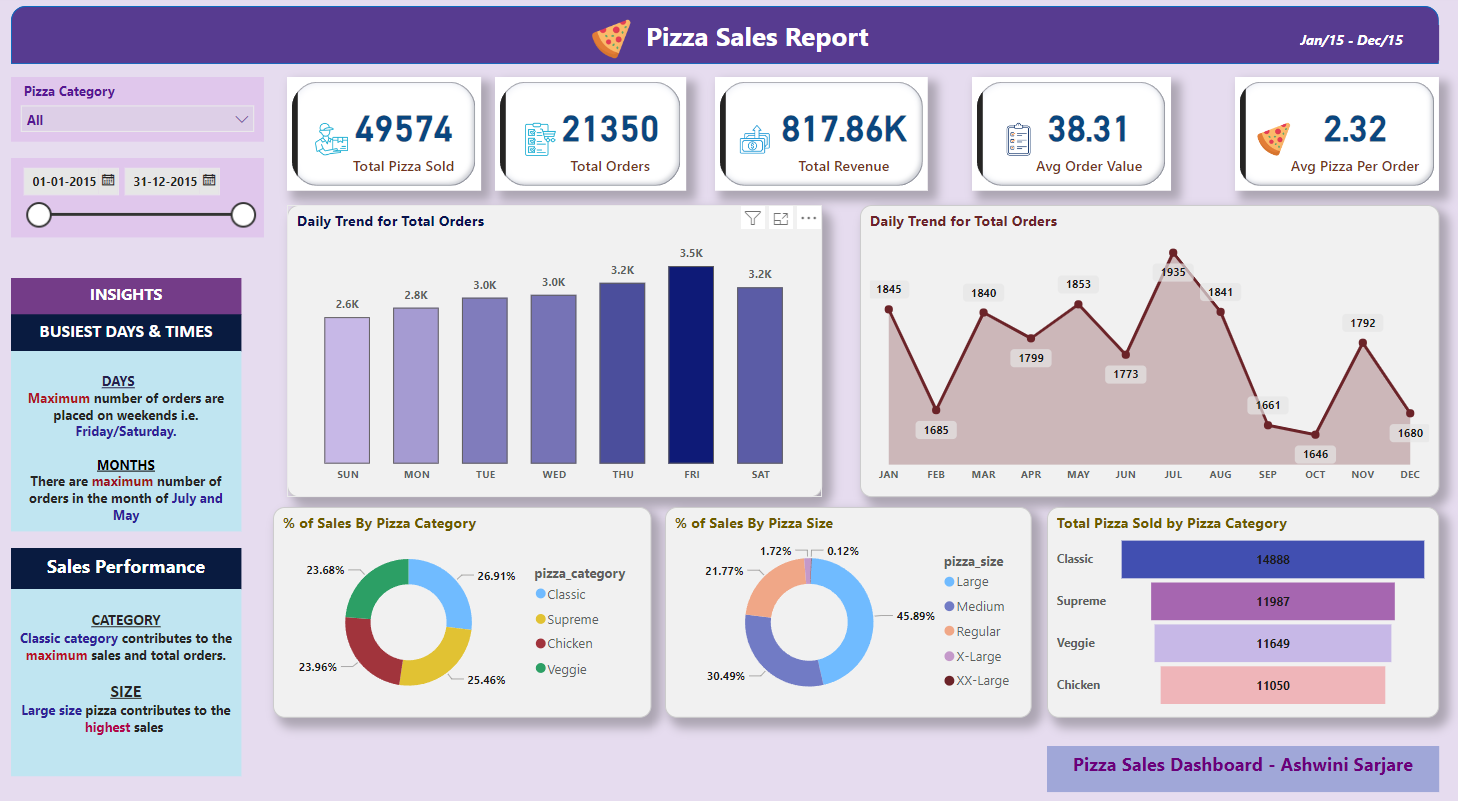 Pizza Sales Report
Jan/15 - Dec/15
Pizza Category
All
01-01-2015
31-12-2015
49574
Total Pizza Sold
21350
Total Orders
817.86K
Total Revenue
38.31
Avg Order Value
2.32
Avg Pizza Per Order
INSIGHTS
BUSIEST DAYS & TIMES
DAYS
Maximum number of orders are
placed on weekends i.e.
Friday/Saturday.
MONTHS
There are maximum number of
orders in the month of July and
May
Sales Performance
CATEGORY
Classic category contributes to the
maximum sales and total orders.
SIZE
Large size pizza contributes to the
highest sales
Daily Trend for Total Orders
2.6K
2.8K
3.0K
3.0K
3.2K
3.5K
3.2K
SUN
MON
TUE
WED
THU
FRI
SAT
Daily Trend for Total Orders
1845
1685
1840
1799
1853
1773
1935
1841
1661
1646
1792
1680
JAN
FEB
MAR
APR
MAY
JUN
JUL
AUG
SEP
OCT
NOV
DEC
% of Sales By Pizza Category
23.68%
26.91%
23.96%
25.46%
pizza_category
Classic
Supreme
Chicken
Veggie
% of Sales By Pizza Size
1.72%
0.12%
21.77%
45.89%
30.49%
pizza_size
Large
Medium
Regular
X-Large
XX-Large
Total Pizza Sold by Pizza Category
Classic
14888
Supreme
11987
Veggie
11649
Chicken
11050
Pizza Sales Dashboard - Ashwini Sarjare